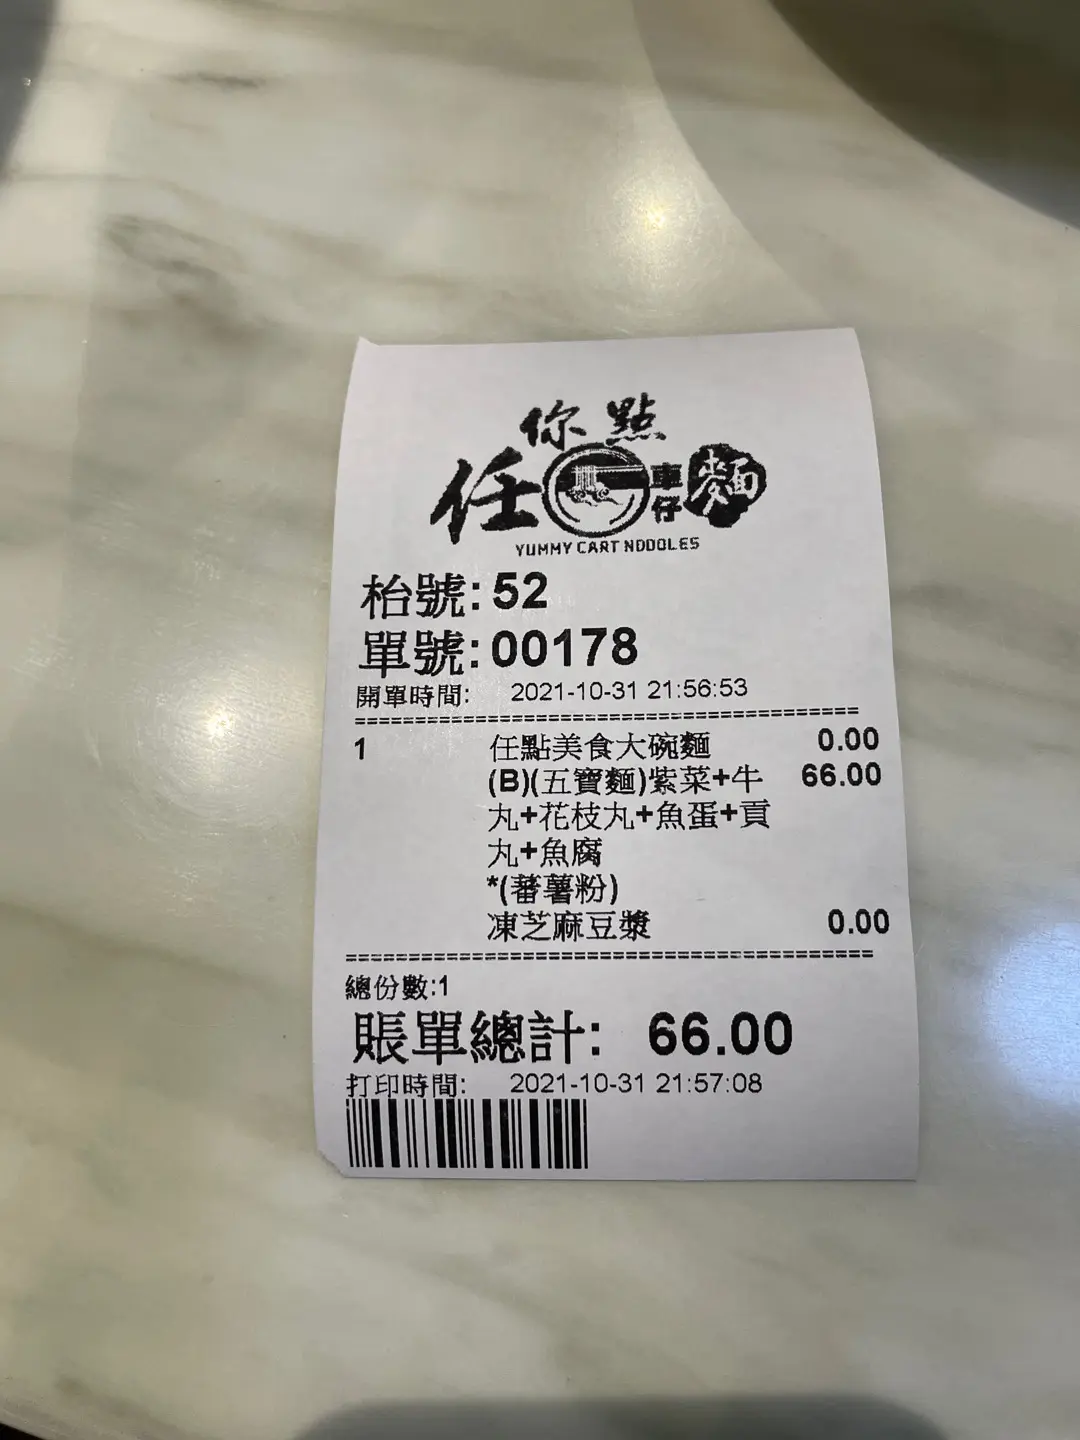 你點
任 車仔 麵
YUMMY CART NOODLES
枱號: 52
單號: 00178
開單時間: 2021-10-31 21:56:53
1 任點美食大碗麵 0.00
(B)(五寶麵)紫菜+牛 66.00
丸+花枝丸+魚蛋+貢
丸+魚腐
*(蕃薯粉)
凍芝麻豆漿 0.00
總份數:1
賬單總計: 66.00
打印時間: 2021-10-31 21:57:08